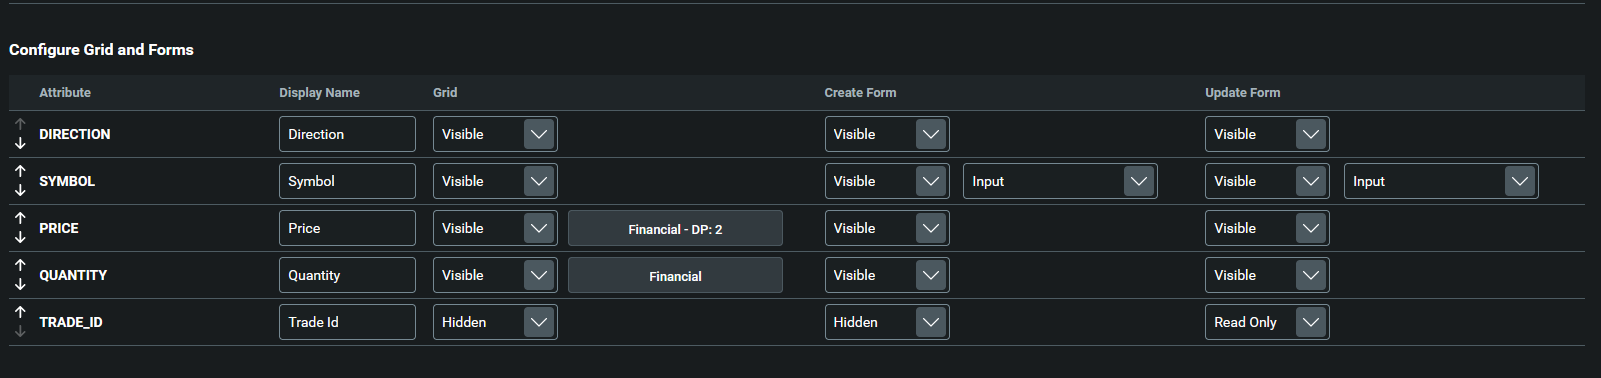 Configure Grid and Forms
Attribute Display Name Grid Create Form Update Form
DIRECTION Direction Visible Visible Visible
SYMBOL Symbol Visible Visible Input Visible Input
PRICE Price Visible Financial - DP: 2 Visible Visible
QUANTITY Quantity Visible Financial Visible Visible
TRADE_ID Trade Id Hidden Hidden Read Only